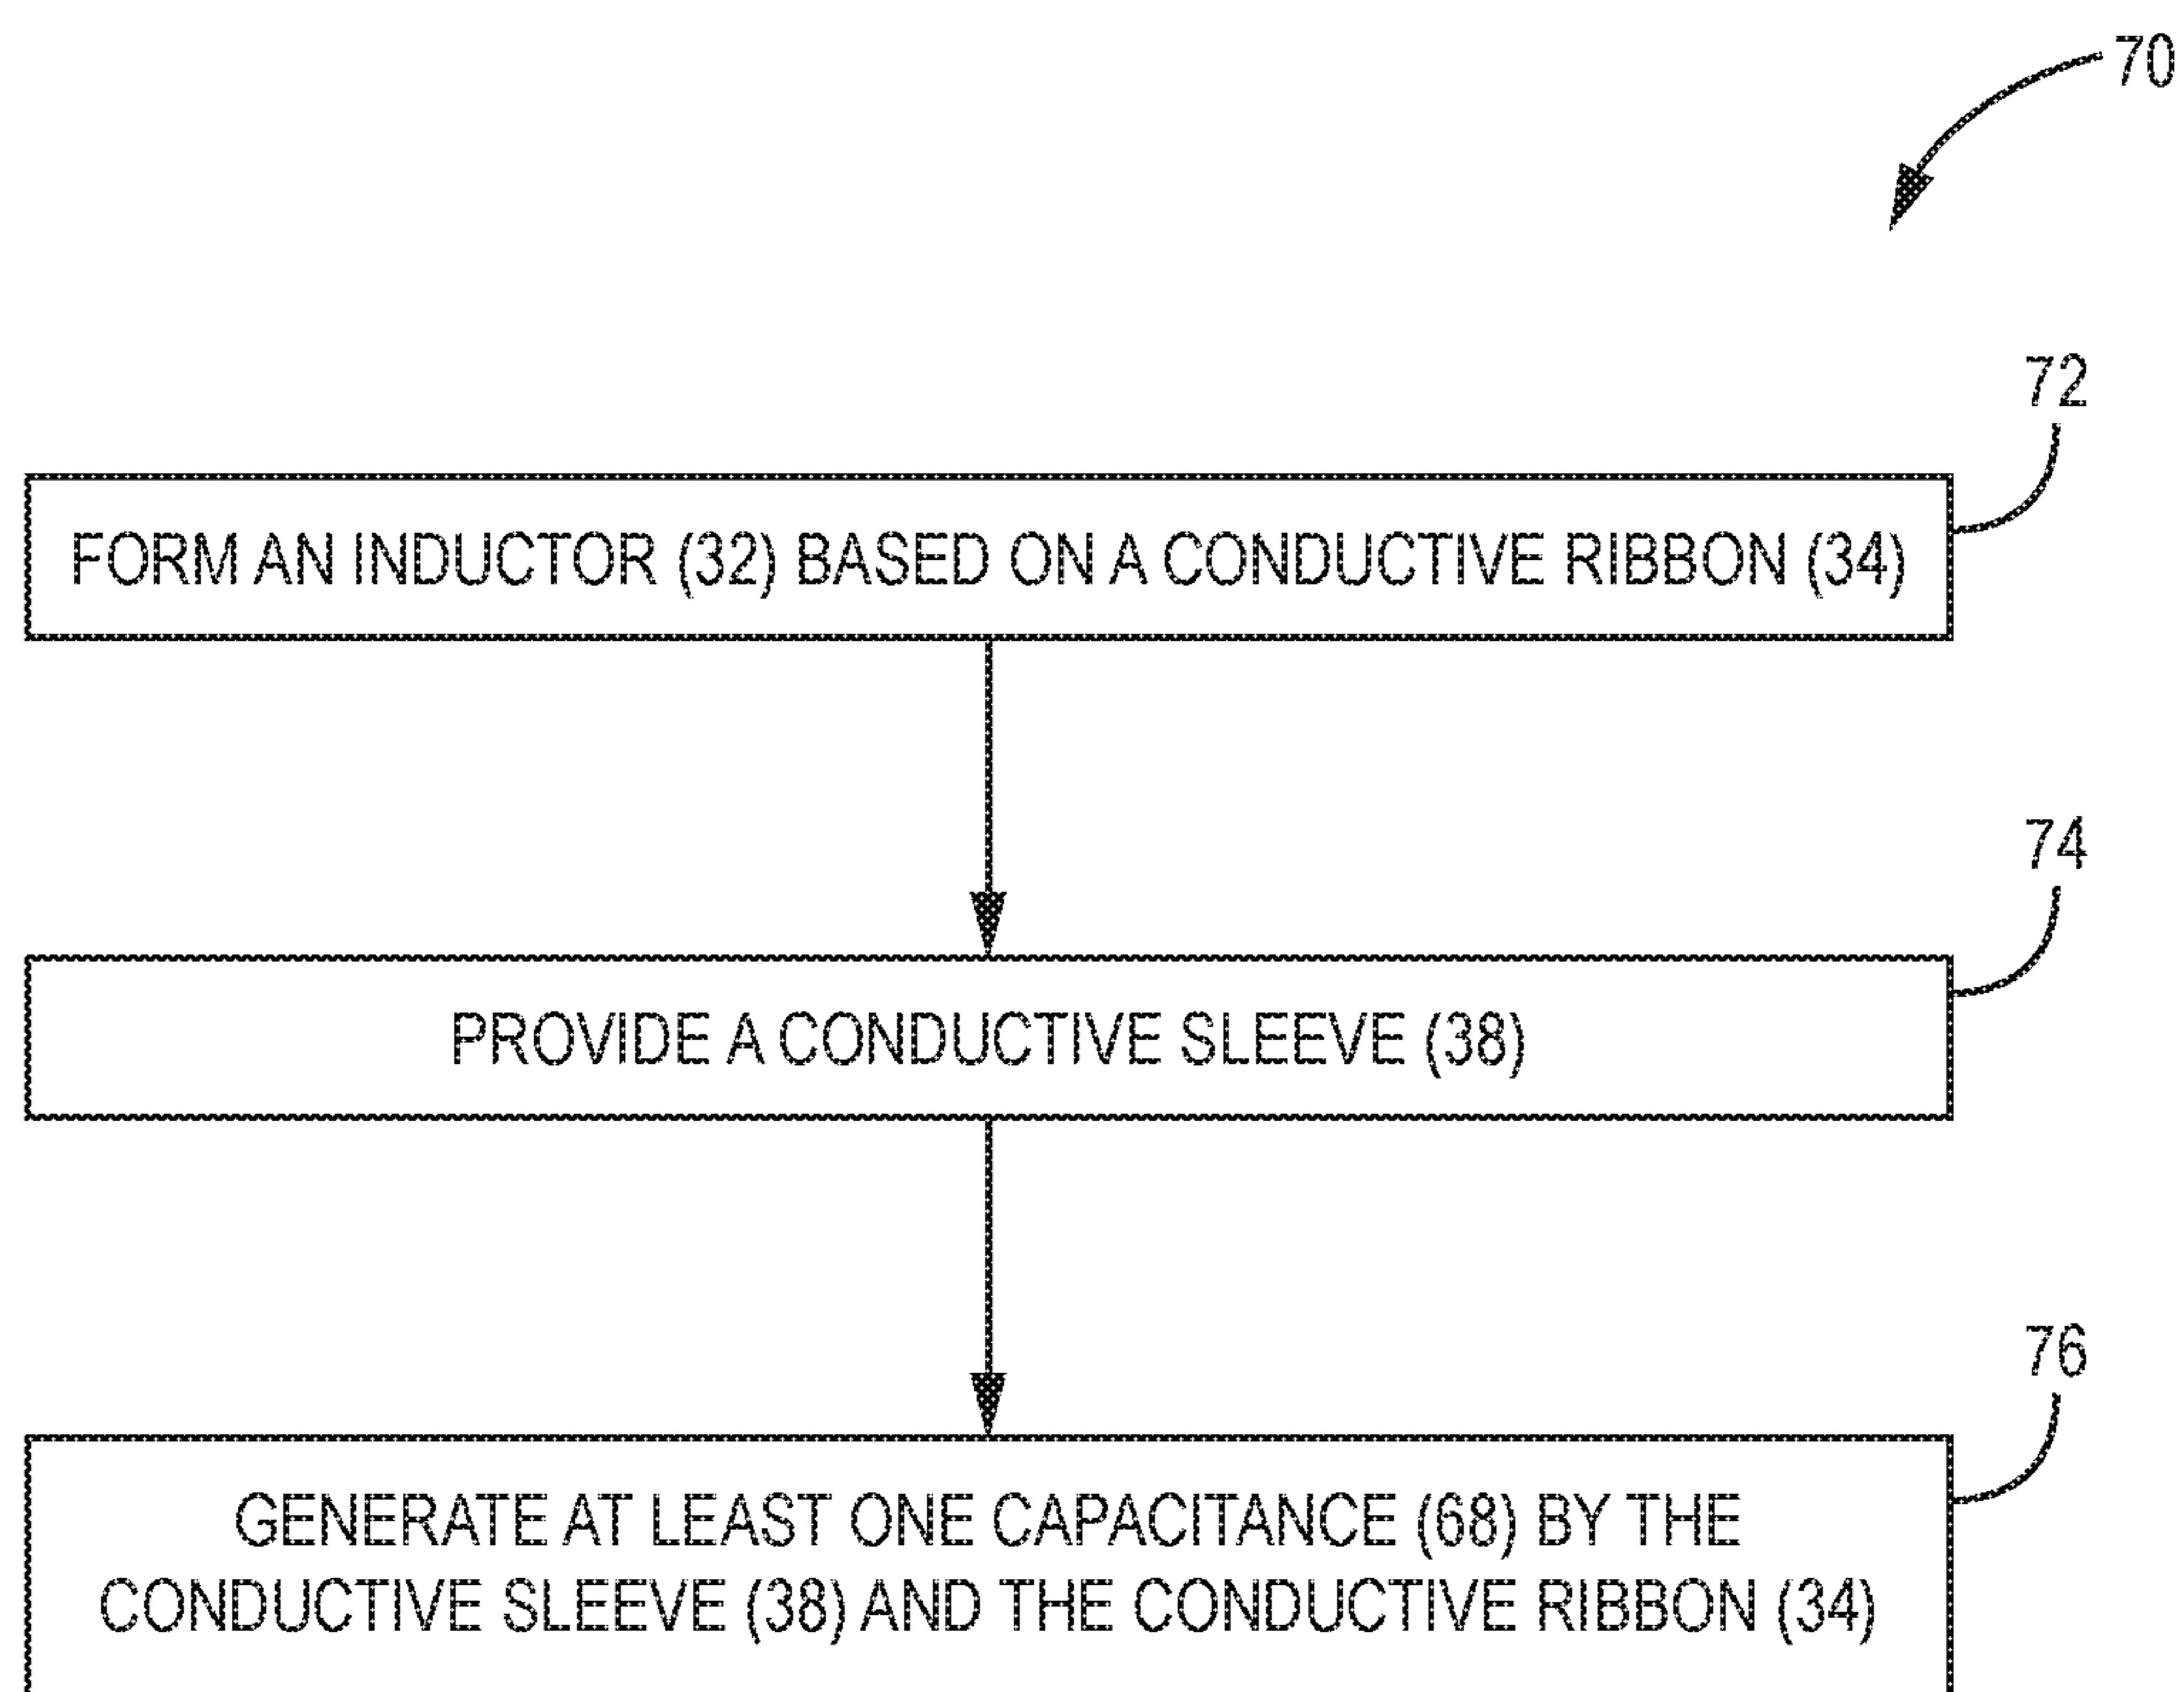 70
72
FORM AN INDUCTOR (32) BASED ON A CONDUCTIVE RIBBON (34)
74
PROVIDE A CONDUCTIVE SLEEVE (38)
76
GENERATE AT LEAST ONE CAPACITANCE (68) BY THE
CONDUCTIVE SLEEVE (38) AND THE CONDUCTIVE RIBBON (34)